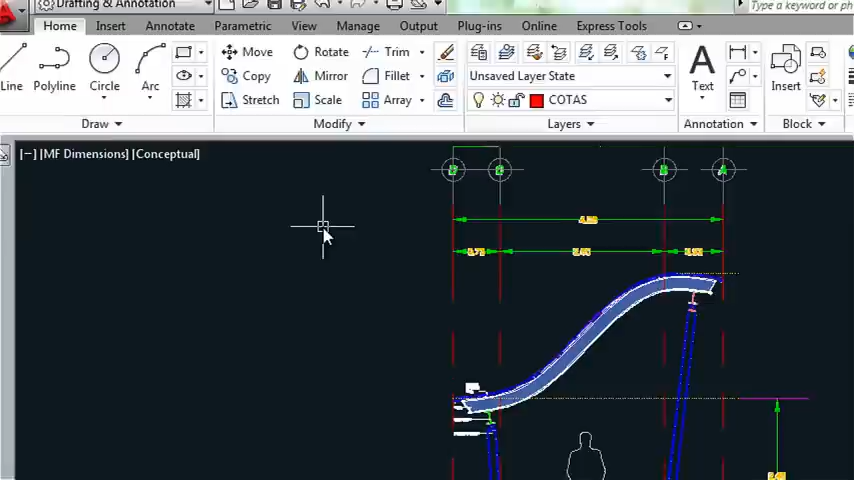 Drafting & Annotation
Type a keyword or ph
Home Insert Annotate Parametric View Manage Output Plug-ins Online Express Tools
Move Rotate Trim
Line Polyline Circle Arc Copy Mirror Fillet Unsaved Layer State Text Insert
Stretch Scale Array COTAS
Draw Modify Layers Annotation Block
[−] [MF Dimensions] [Conceptual]